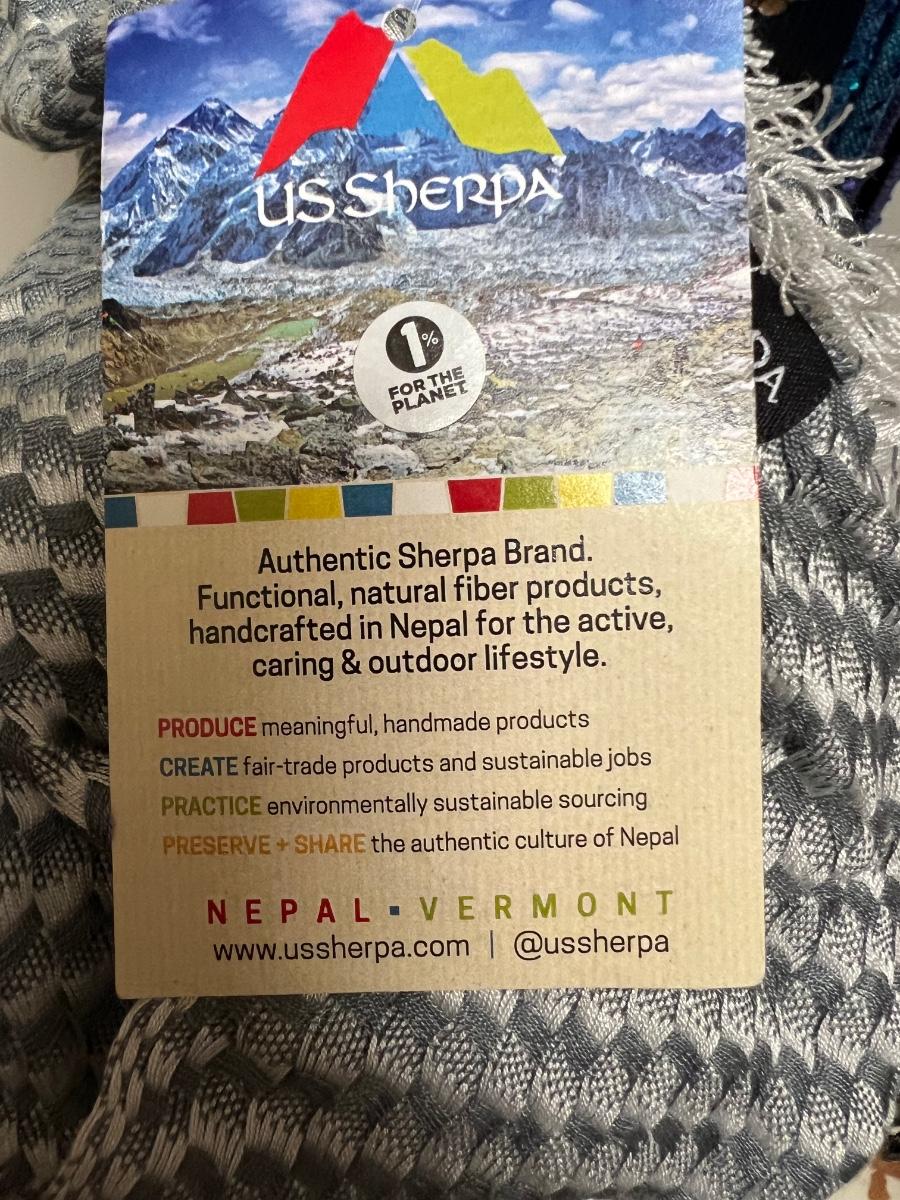 US SHERPA
1%
FOR THE
PLANET
Authentic Sherpa Brand.
Functional, natural fiber products,
handcrafted in Nepal for the active,
caring & outdoor lifestyle.
PRODUCE meaningful, handmade products
CREATE fair-trade products and sustainable jobs
PRACTICE environmentally sustainable sourcing
PRESERVE + SHARE the authentic culture of Nepal
NEPAL ▪ VERMONT
www.ussherpa.com | @ussherpa